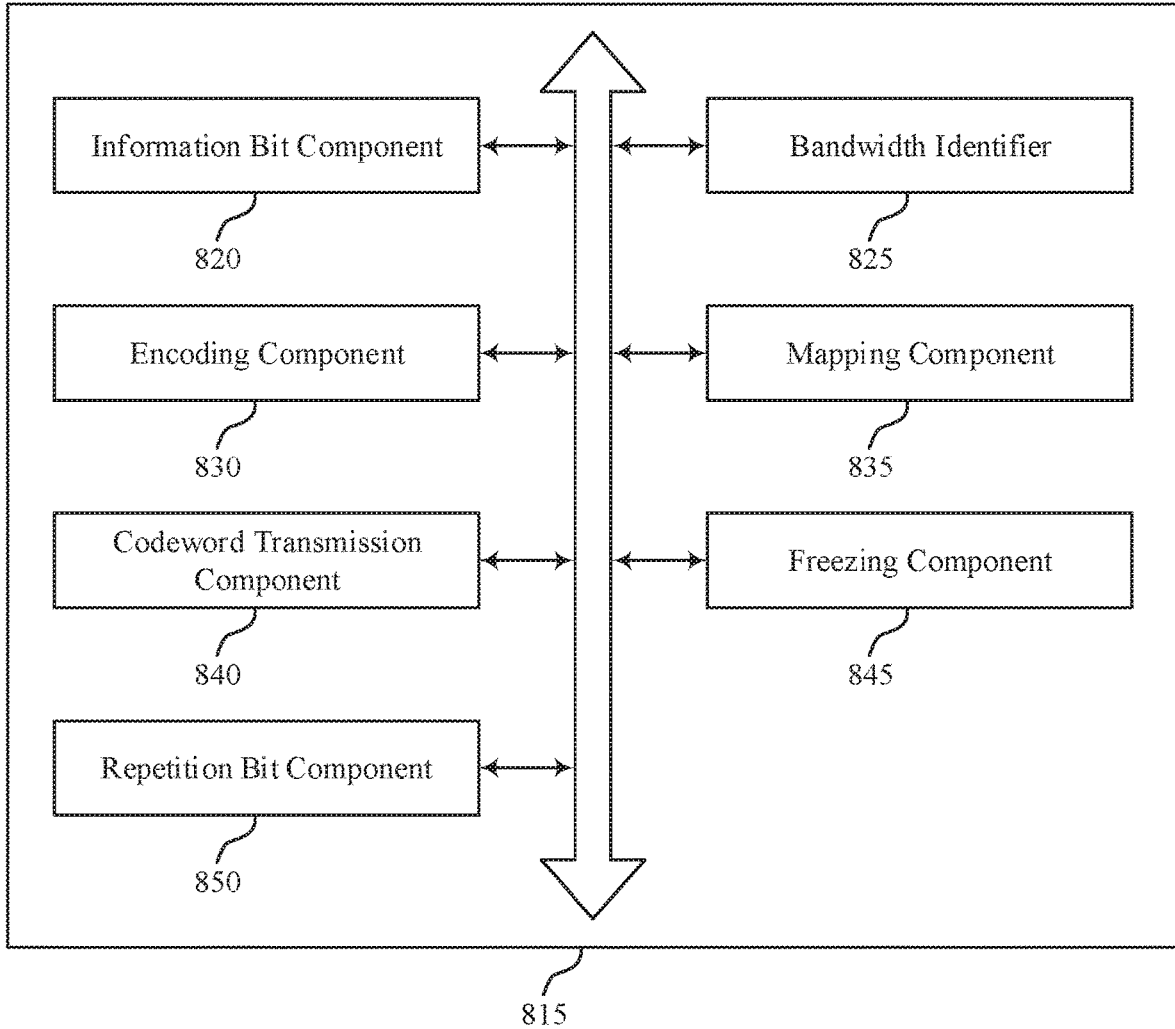 Information Bit Component
820
Bandwidth Identifier
825
Encoding Component
830
Mapping Component
835
Codeword Transmission
Component
840
Freezing Component
845
Repetition Bit Component
850
815